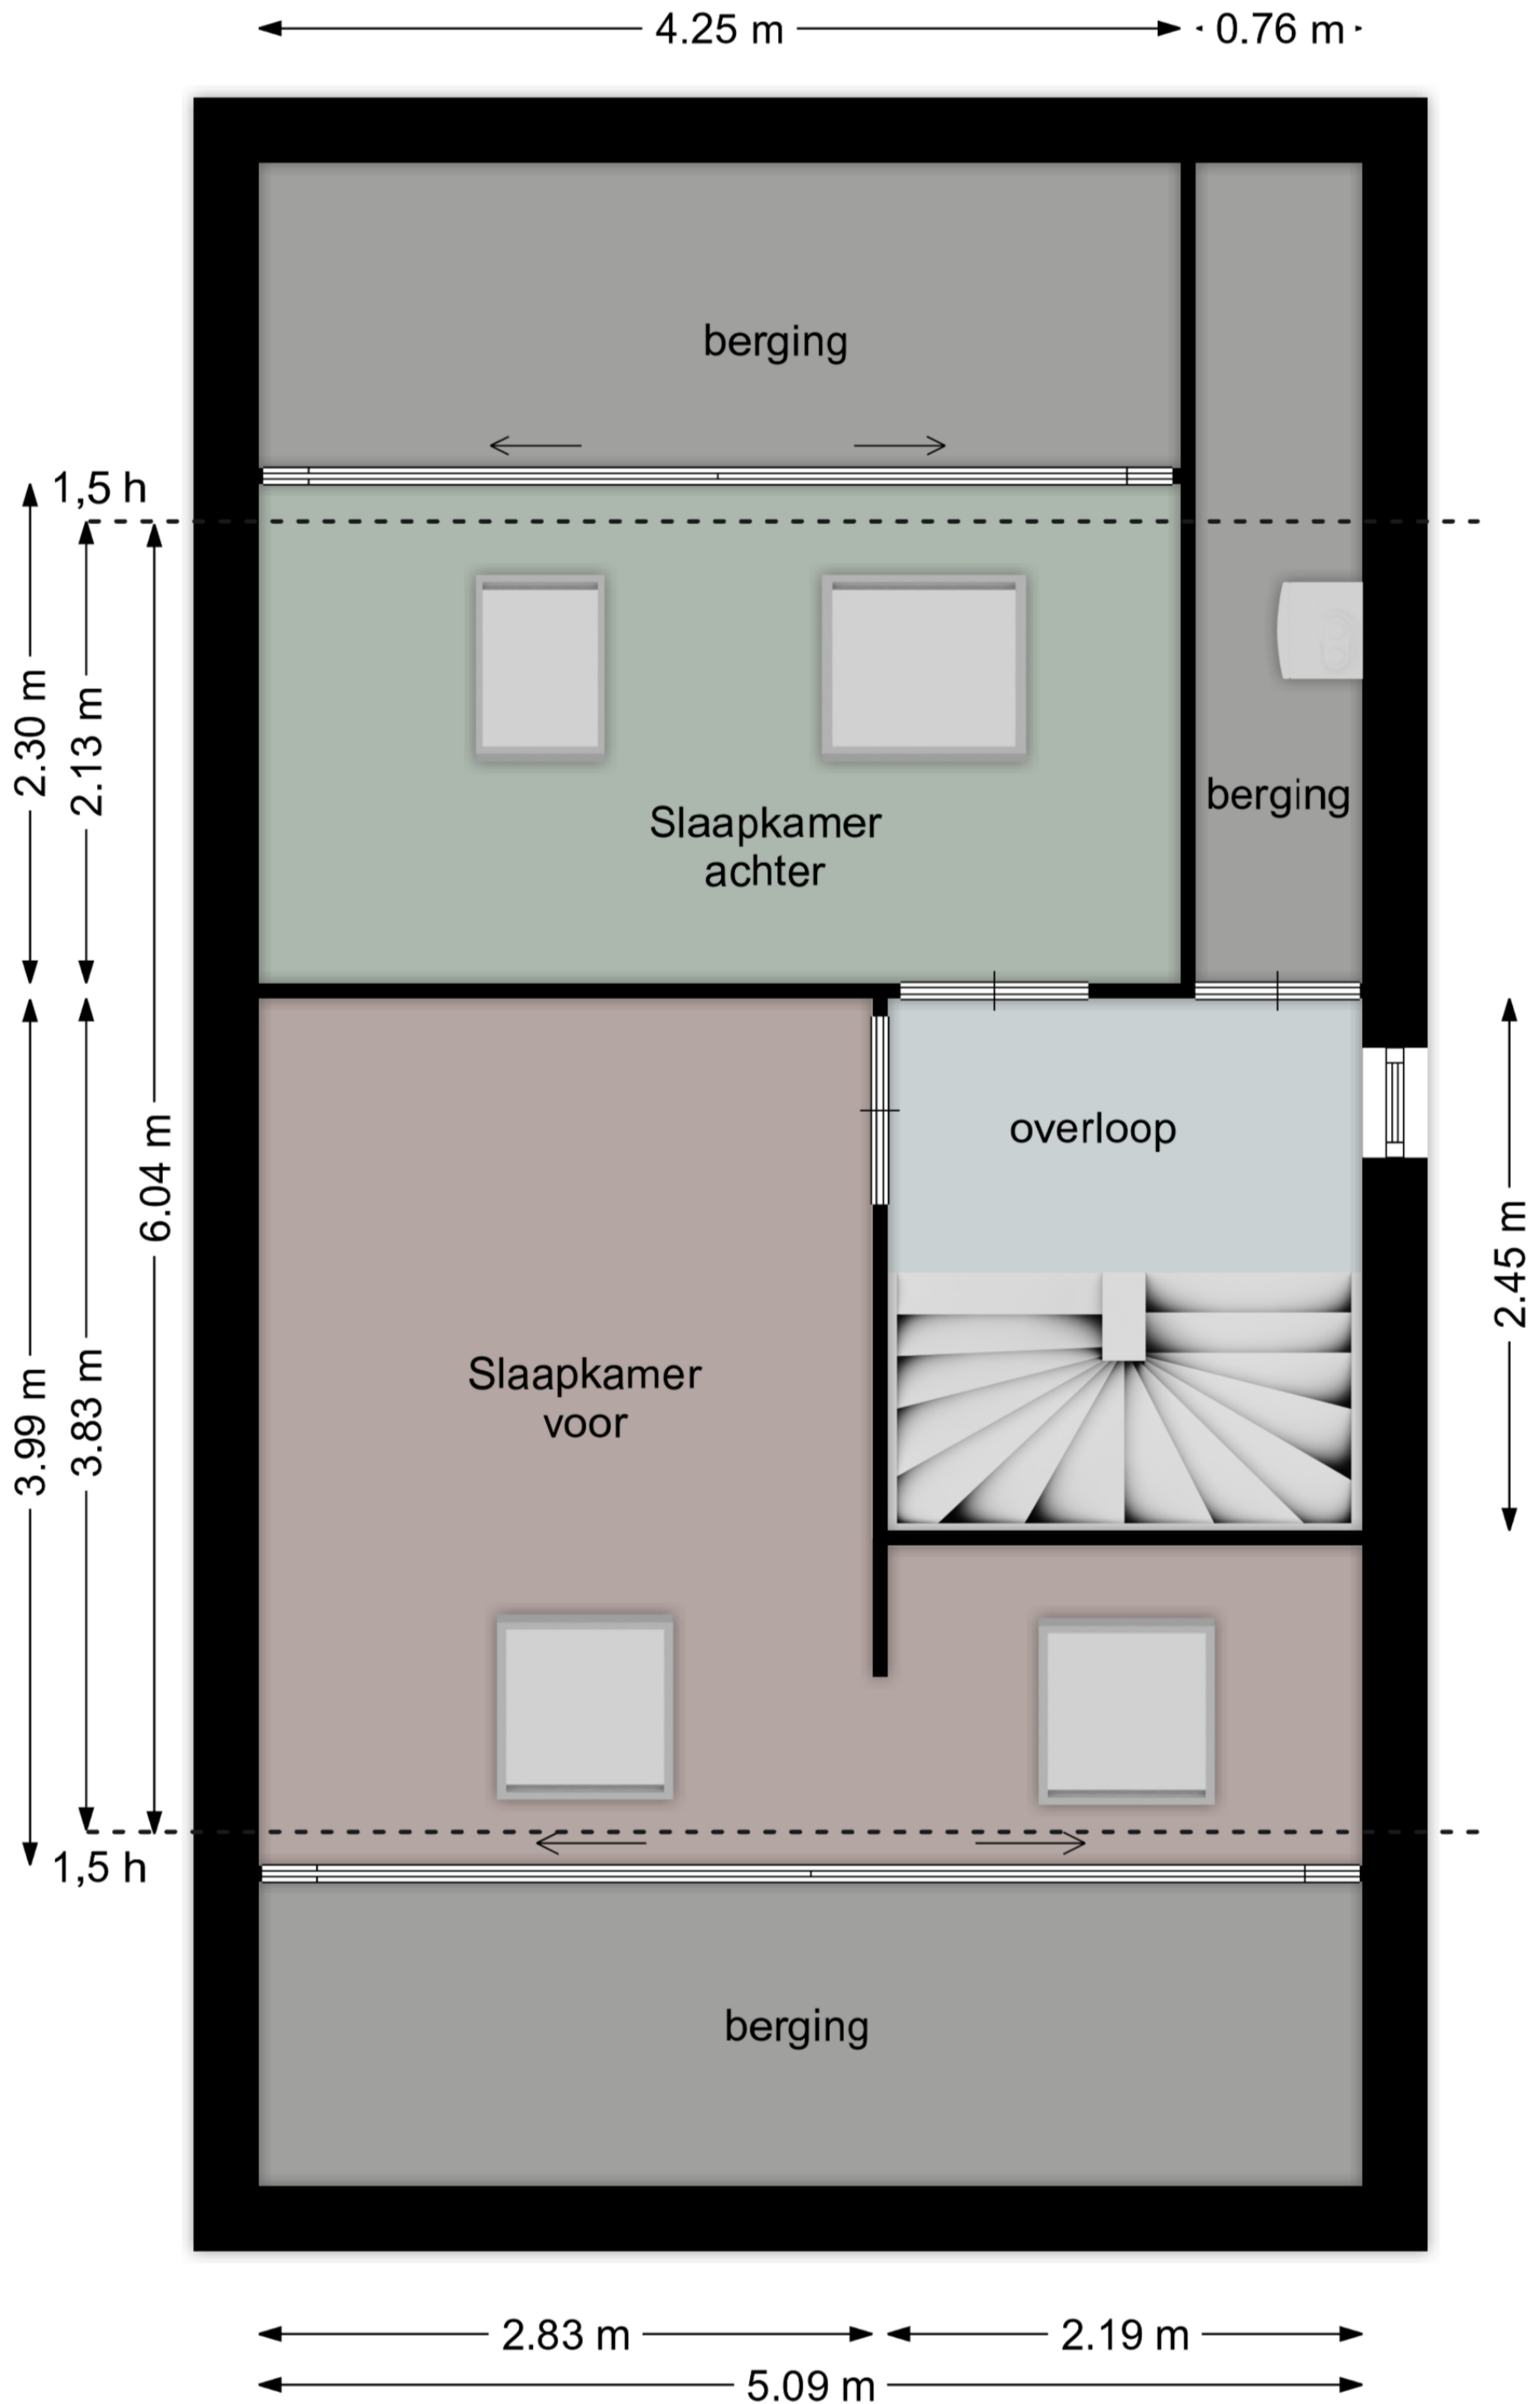 4.25 m
0.76 m
berging
1,5 h
2.30 m
2.13 m
berging
Slaapkamer
achter
6.04 m
overloop
2.45 m
Slaapkamer
voor
3.99 m
3.83 m
1,5 h
berging
2.83 m
2.19 m
5.09 m